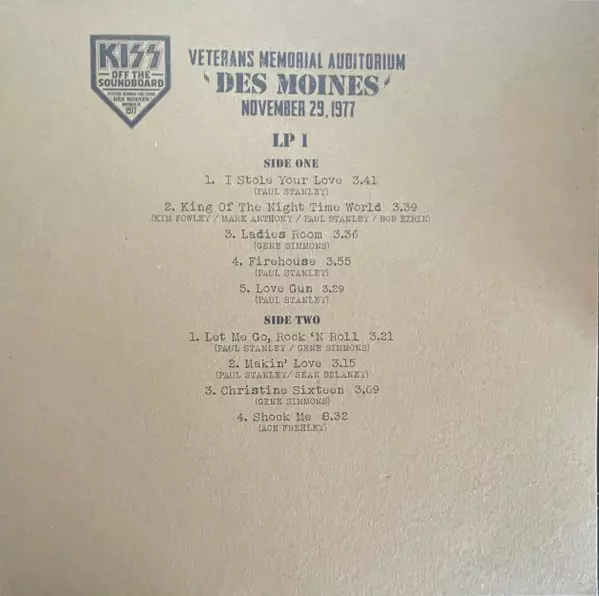 KISS
OFF THE
SOUNDBOARD
DES MOINES
1977
VETERANS MEMORIAL AUDITORIUM
'DES MOINES'
NOVEMBER 29, 1977
LP 1
SIDE ONE
1. I Stole Your Love 3.41
(PAUL STANLEY)
2. King Of The Night Time World 3.39
(KIM FOWLEY / MARK ANTHONY / PAUL STANLEY / BOB EZRIN)
3. Ladies Room 3.36
(GENE SIMMONS)
4. Firehouse 3.55
(PAUL STANLEY)
5. Love Gun 3.29
(PAUL STANLEY)
SIDE TWO
1. Let Me Go, Rock 'N Roll 3.21
(PAUL STANLEY / GENE SIMMONS)
2. Makin' Love 3.15
(PAUL STANLEY/ SEAN DELANEY)
3. Christine Sixteen 3.09
(GENE SIMMONS)
4. Shock Me 8.32
(ACE FREHLEY)